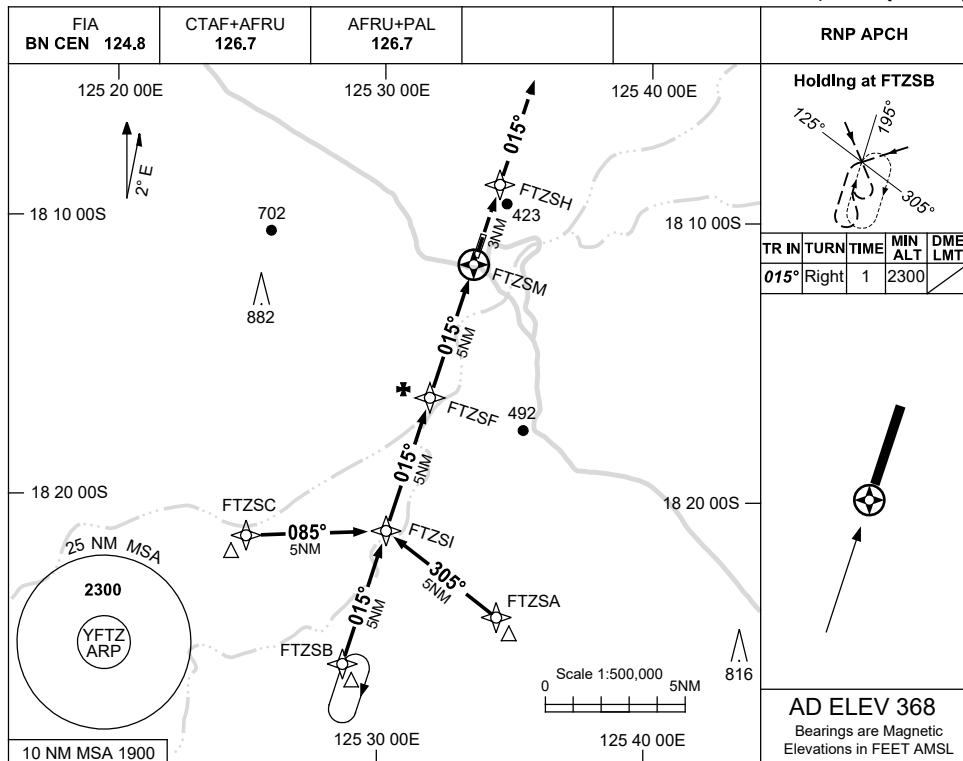 FIA
BN CEN 124.8
CTAF+AFRU
126.7
AFRU+PAL
126.7
RNP APCH
125 20 00E
125 30 00E
125 40 00E
2° E
015°
Holding at FTZSB
125°
195°
305°
TR IN TURN TIME MIN ALT DME LMT
015° Right 1 2300
18 10 00S
18 10 00S
702
FTZSH
423
3NM
FTZSM
882
015°
5NM
FTZSF
492
015°
5NM
18 20 00S
18 20 00S
FTZSC
085°
5NM
FTZSI
305°
5NM
FTZSA
015°
5NM
FTZSB
25 NM MSA
2300
YFTZ
ARP
10 NM MSA 1900
Scale 1:500,000
0 5NM
816
125 30 00E
125 40 00E
AD ELEV 368
Bearings are Magnetic
Elevations in FEET AMSL